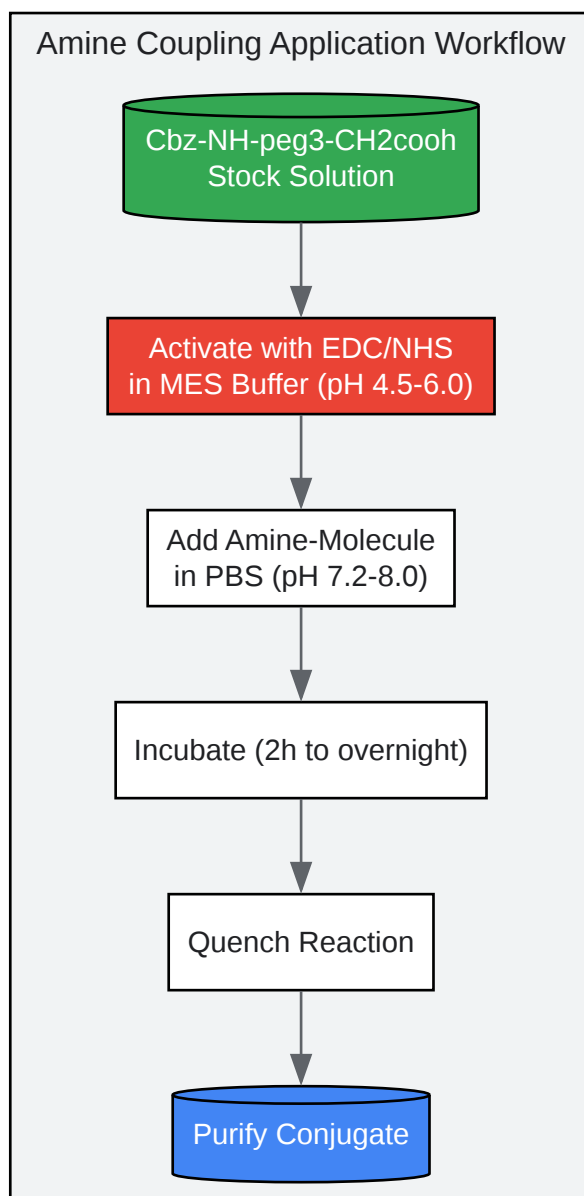 Amine Coupling Application Workflow
Cbz-NH-peg3-CH2cooh
Stock Solution
Activate with EDC/NHS
in MES Buffer (pH 4.5-6.0)
Add Amine-Molecule
in PBS (pH 7.2-8.0)
Incubate (2h to overnight)
Quench Reaction
Purify Conjugate